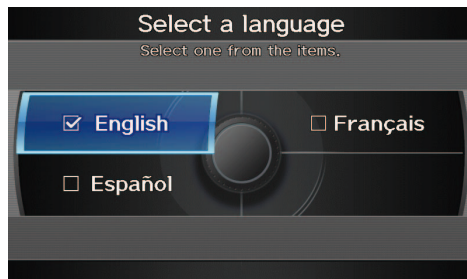 Select a language
Select one from the items.
English
Français
Español